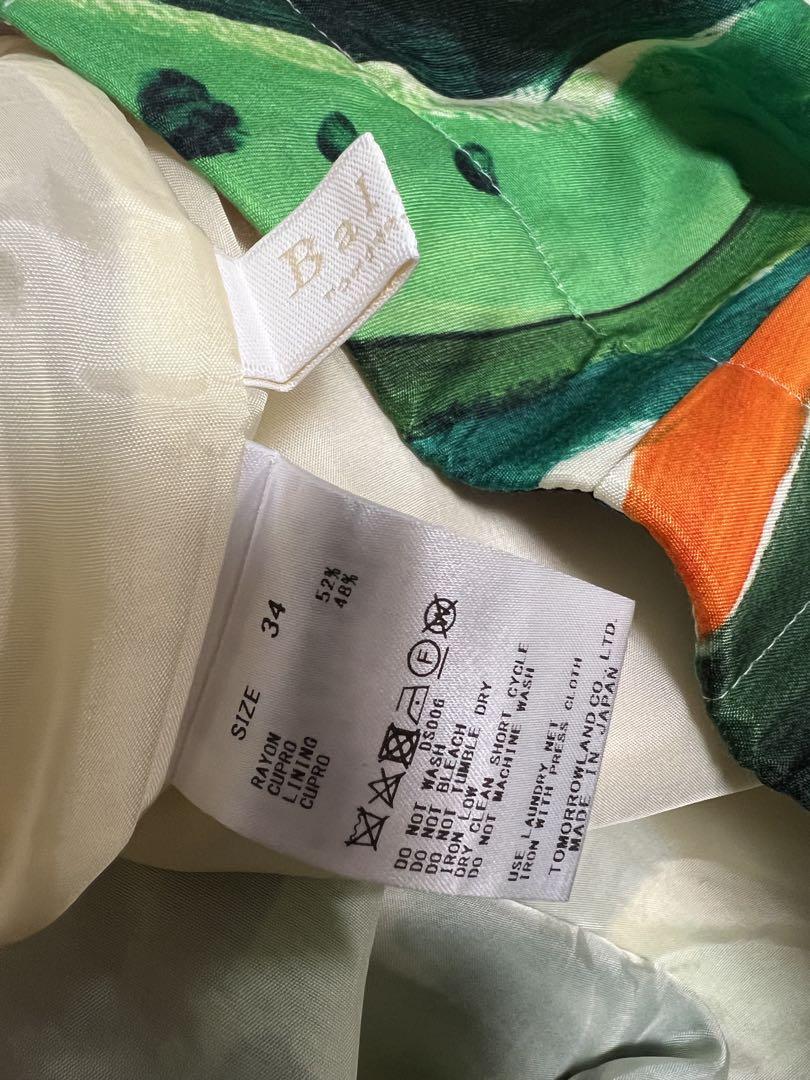 Bal
SIZE 34
RAYON 52%
CUPRO 48%
LINING
CUPRO
DS006
DO NOT WASH
DO NOT BLEACH
DO NOT TUMBLE DRY
IRON LOW
DRY CLEAN SHORT CYCLE
DO NOT MACHINE WASH
USE LAUNDRY NET
IRON WITH PRESS CLOTH
TOMORROWLAND CO., LTD.
MADE IN JAPAN